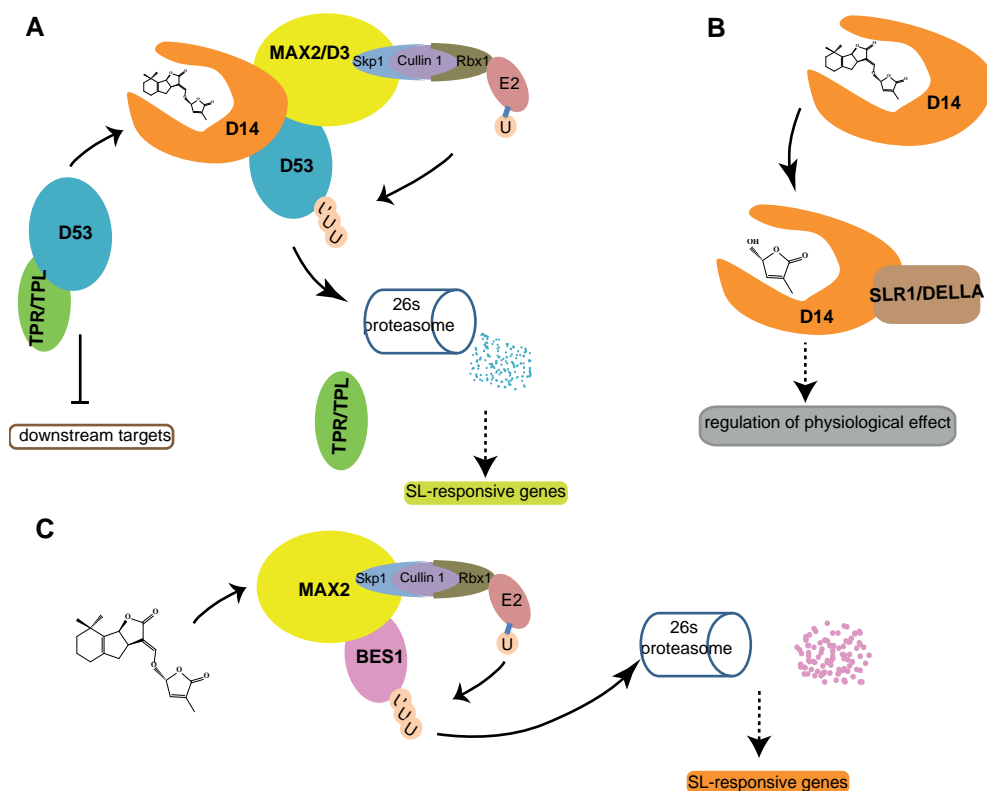 A
MAX2/D3
Skp1
Cullin 1
Rbx1
E2
U
D14
D53
U
U
U
D53
TPR/TPL
downstream targets
26s
proteasome
TPR/TPL
SL-responsive genes
O
O
O
O
O
B
D14
O
O
O
O
O
OH
O
O
D14
SLR1/DELLA
regulation of physiological effect
C
MAX2
Skp1
Cullin 1
Rbx1
E2
U
BES1
U
U
U
O
O
O
O
O
26s
proteasome
SL-responsive genes